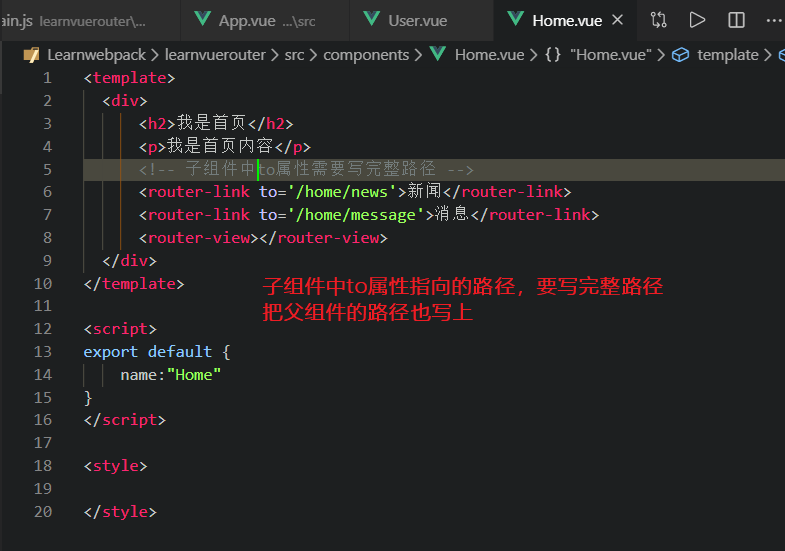 ain.js learnvuerouter\... App.vue ...\src User.vue Home.vue
Learnwebpack > learnvuerouter > src > components > Home.vue > {} "Home.vue" > template >
1 <template>
2 <div>
3 <h2>我是首页</h2>
4 <p>我是首页内容</p>
5 <!-- 子组件中to属性需要写完整路径 -->
6 <router-link to='/home/news'>新闻</router-link>
7 <router-link to='/home/message'>消息</router-link>
8 <router-view></router-view>
9 </div>
10 </template>
子组件中to属性指向的路径，要写完整路径
11
把父组件的路径也写上
12 <script>
13 export default {
14 name:"Home"
15 }
16 </script>
17
18 <style>
19
20 </style>